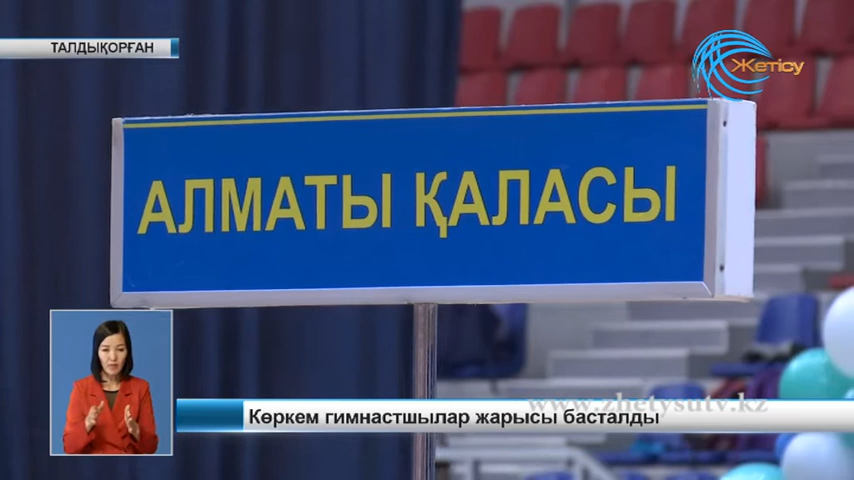 ТАЛДЫҚОРҒАН
Жетісу
АЛМАТЫ ҚАЛАСЫ
www.zhetysutv.kz
Көркем гимнастшылар жарысы басталды